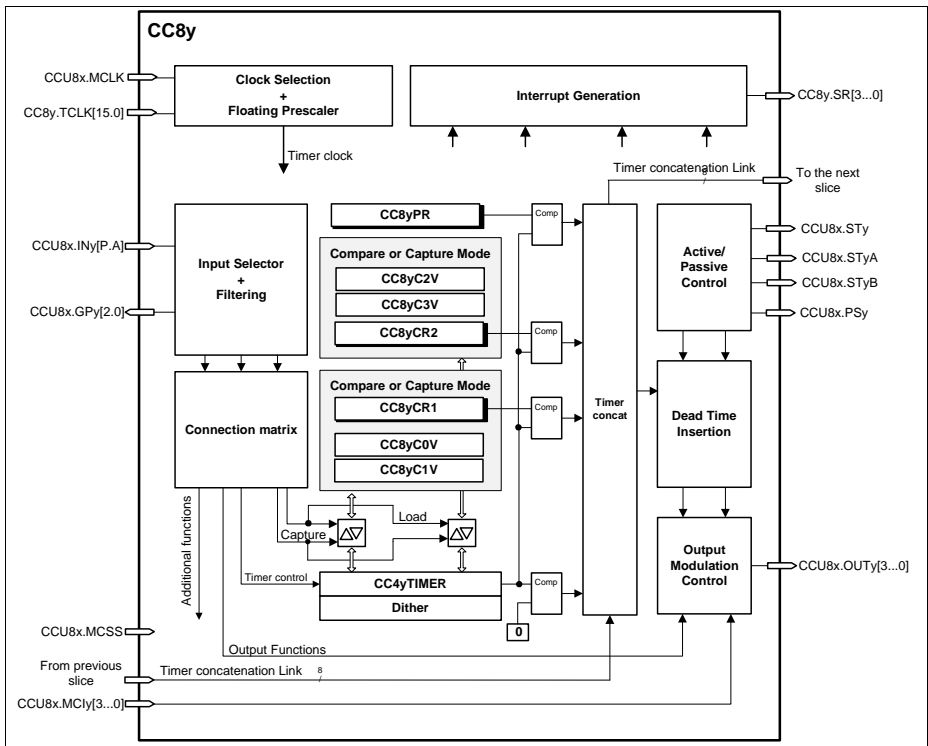 CC8y
CCU8x.MCLK
CC8y.TCLK[15.0]
Clock Selection
+
Floating Prescaler
Interrupt Generation
CC8y.SR[3...0]
Timer clock
Timer concatenation Link
8
To the next
slice
CCU8x.INy[P.A]
CCU8x.GPy[2.0]
Input Selector
+
Filtering
CC8yPR
Comp
Compare or Capture Mode
CC8yC2V
CC8yC3V
CC8yCR2
Comp
Active/
Passive
Control
CCU8x.STy
CCU8x.STyA
CCU8x.STyB
CCU8x.PSy
Connection matrix
Compare or Capture Mode
CC8yCR1
CC8yC0V
CC8yC1V
Comp
Timer
concat
Dead Time
Insertion
Additional functions
Capture
Load
Timer control
CC4yTIMER
Dither
Comp
0
Output
Modulation
Control
CCU8x.OUTy[3...0]
CCU8x.MCSS
Output Functions
From previous
slice
Timer concatenation Link
8
CCU8x.MCIy[3...0]